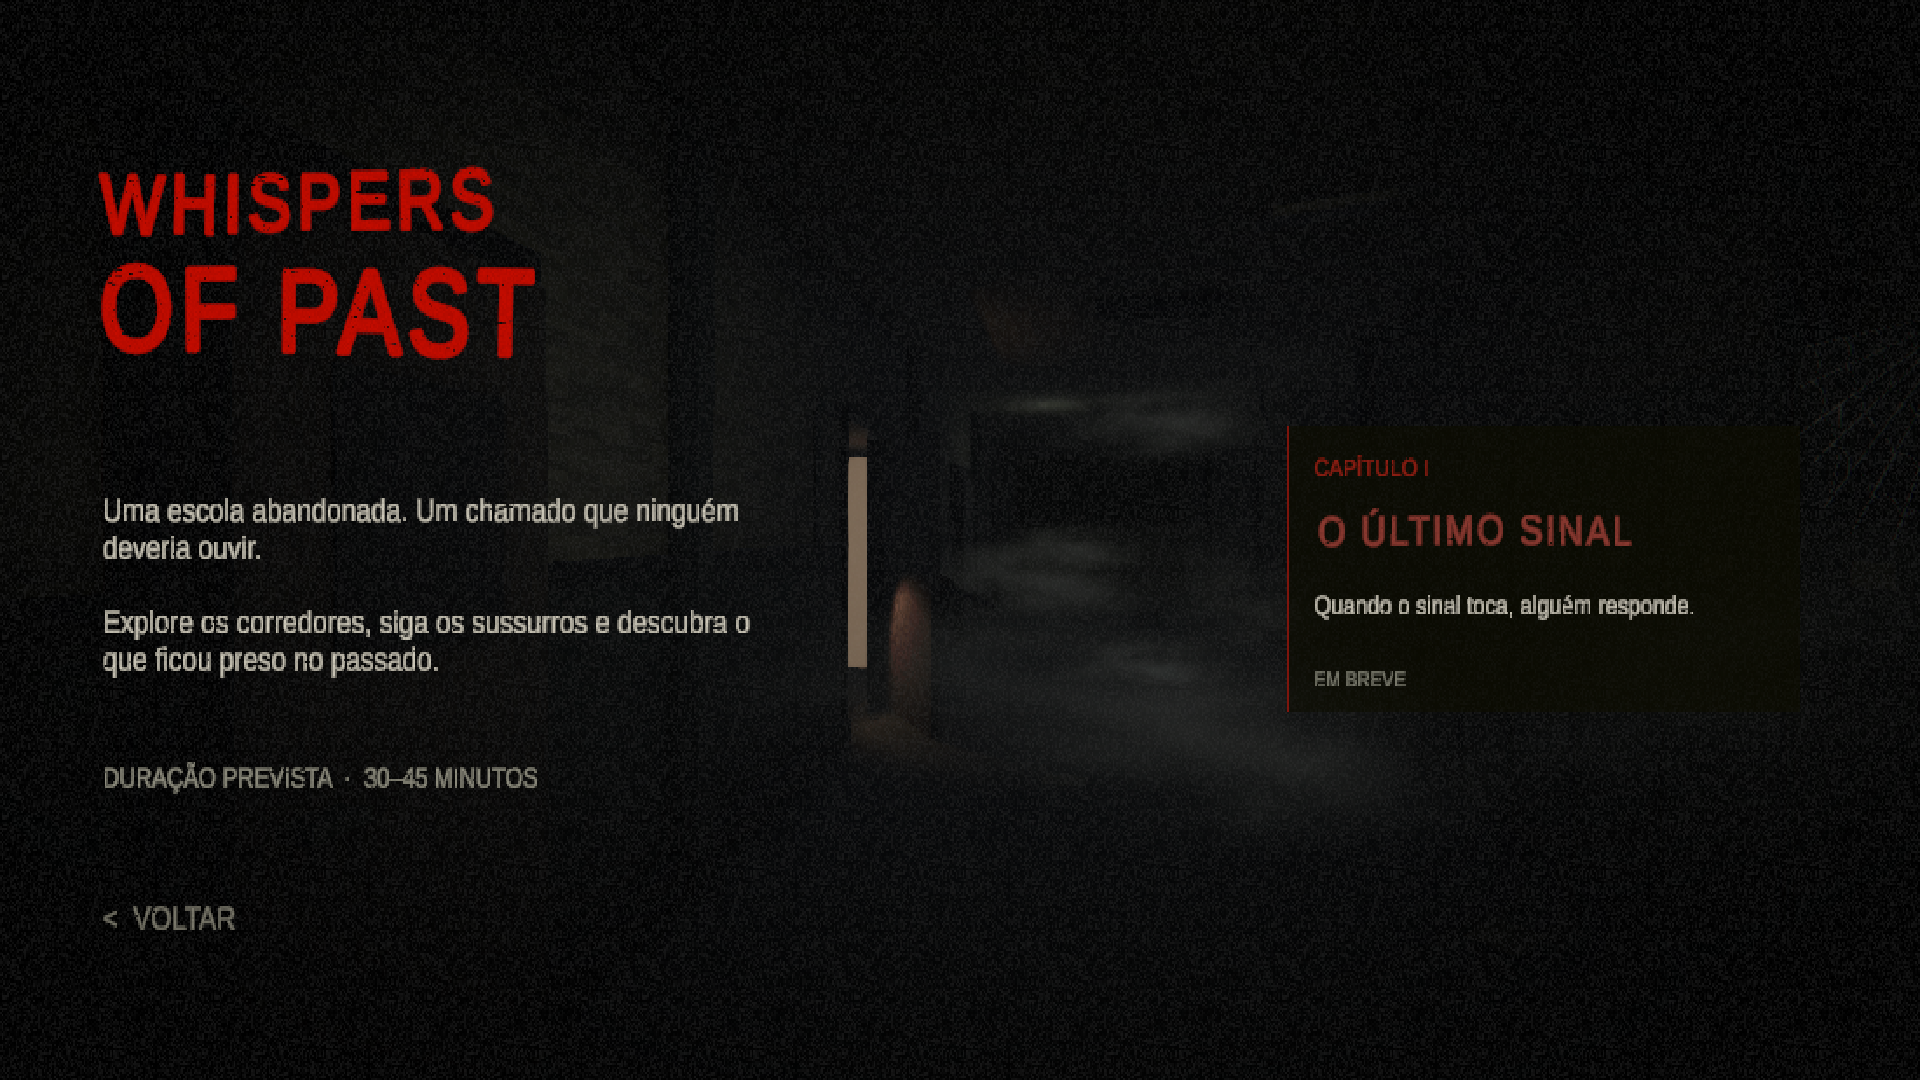 WHISPERS
OF PAST
Uma escola abandonada. Um chamado que ninguém
deveria ouvir.
Explore os corredores, siga os sussurros e descubra o
que ficou preso no passado.
DURAÇÃO PREVISTA · 30–45 MINUTOS
< VOLTAR
CAPÍTULO I
O ÚLTIMO SINAL
Quando o sinal toca, alguém responde.
EM BREVE